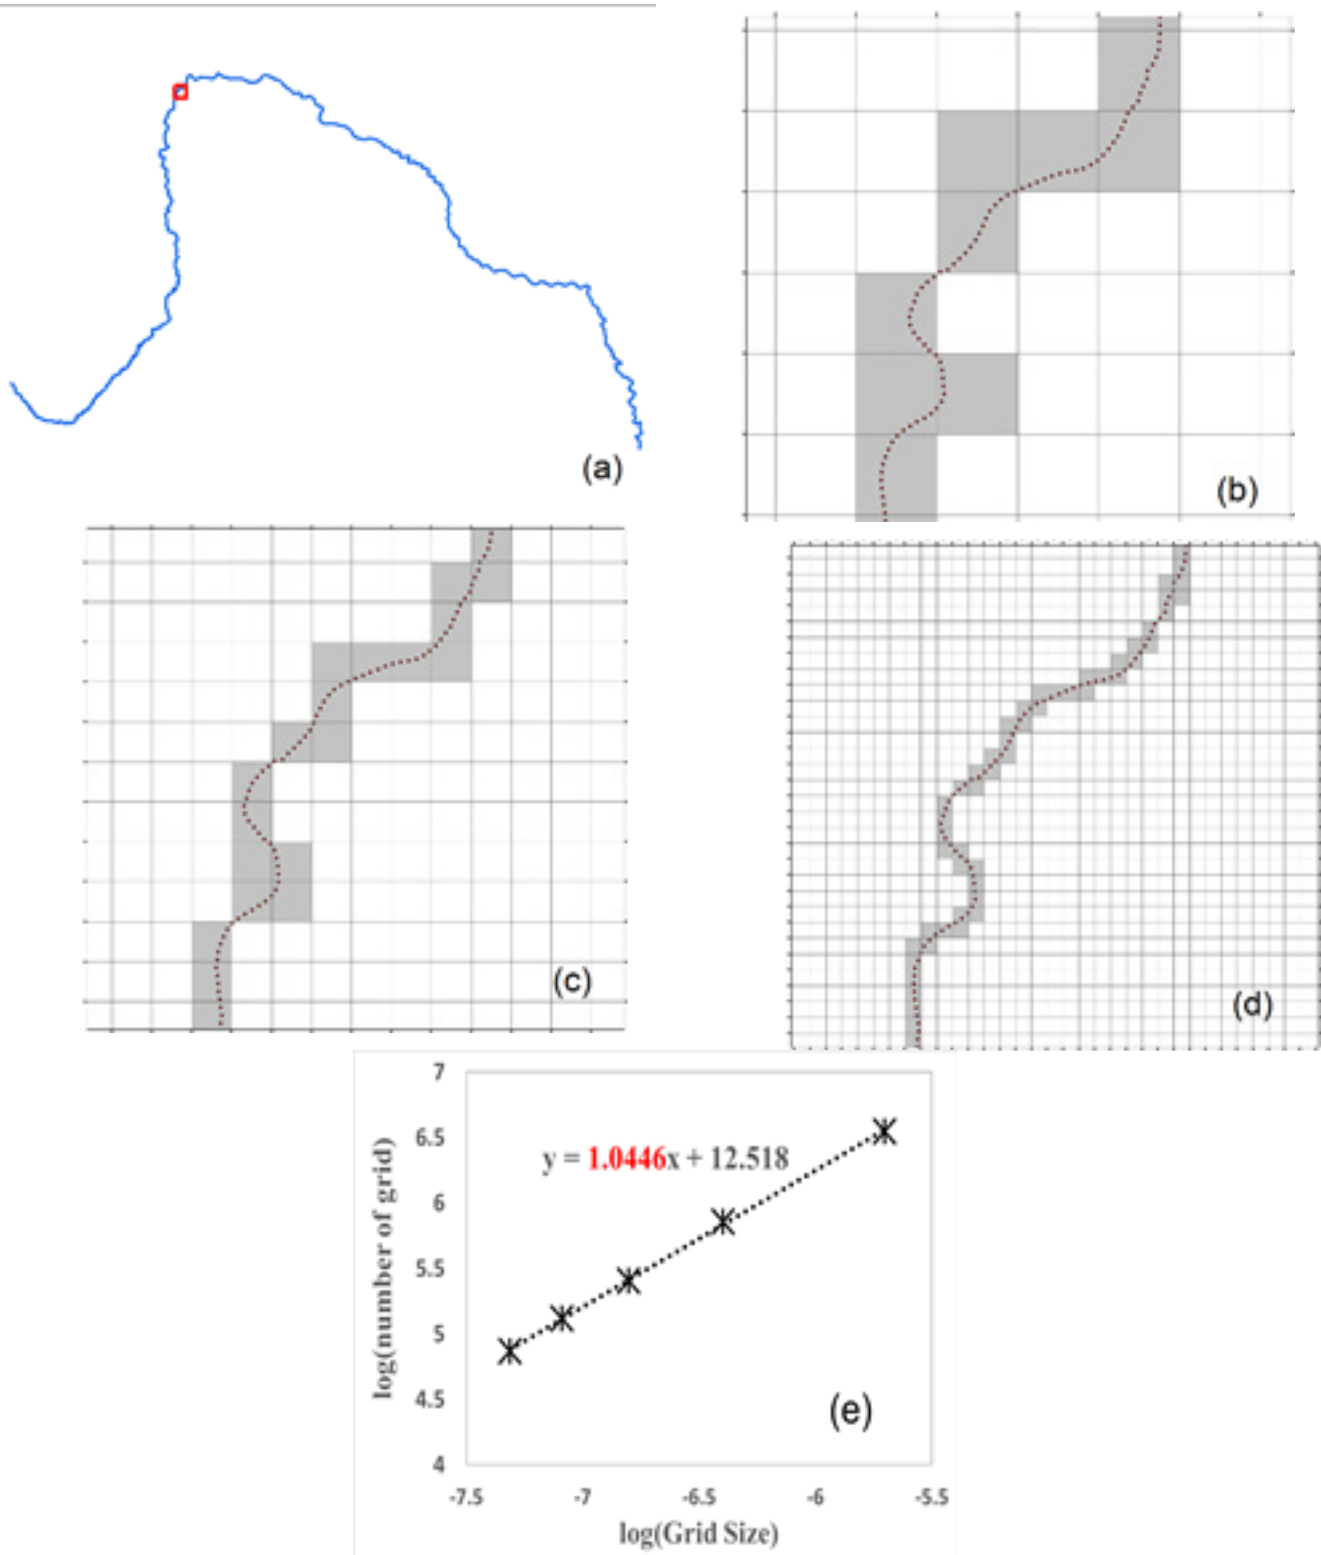 (a)
(b)
(c)
(d)
7
6.5
6
5.5
5
4.5
4
log(number of grid)
y = 1.0446x + 12.518
(e)
-7.5 -7 -6.5 -6 -5.5
log(Grid Size)